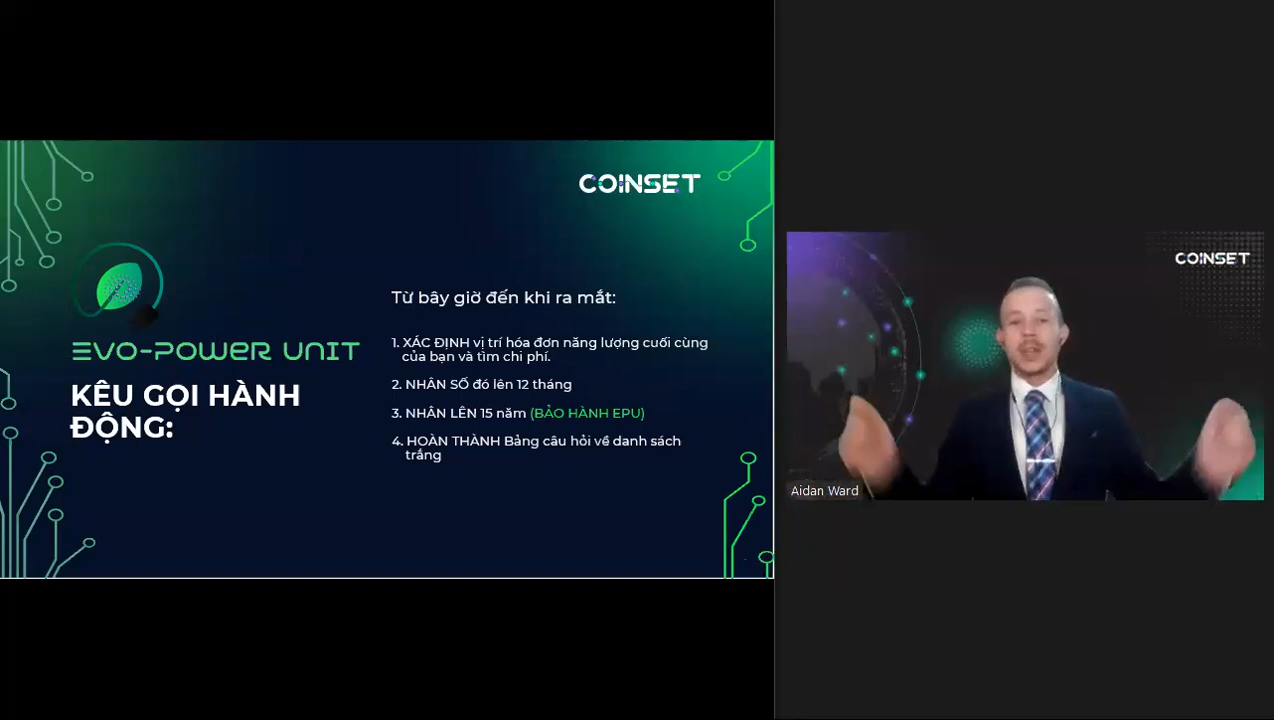 COINSET
EVO-POWER UNIT
KÊU GỌI HÀNH
ĐỘNG:
Từ bây giờ đến khi ra mắt:
1. XÁC ĐỊNH vị trí hóa đơn năng lượng cuối cùng
của bạn và tìm chi phí.
2. NHÂN SỐ đó lên 12 tháng
3. NHÂN LÊN 15 năm (BẢO HÀNH EPU)
4. HOÀN THÀNH Bảng câu hỏi về danh sách
trắng
COINSET
Aidan Ward